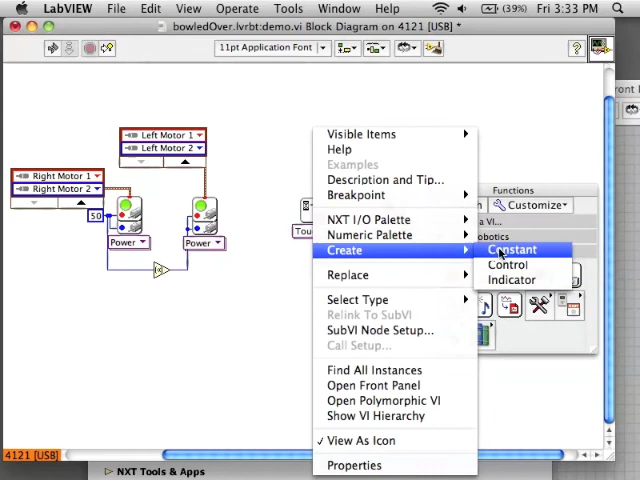 LabVIEW File Edit View Operate Tools Window Help (39%) Fri 3:33 PM
bowledOver.lvrbt:demo.vi Block Diagram on 4121 [USB] *
11pt Application Font
Visible Items
Help
Examples
Description and Tip...
Breakpoint
NXT I/O Palette
Numeric Palette
Create
Replace
Select Type
Relink To SubVI
SubVI Node Setup...
Call Setup...
Find All Instances
Open Front Panel
Open Polymorphic VI
Show VI Hierarchy
✓ View As Icon
Properties
Constant
Control
Indicator
Left Motor 1
Left Motor 2
Right Motor 1
Right Motor 2
50
Power
Power
Functions
Customize
4121 [USB]
NXT Tools & Apps